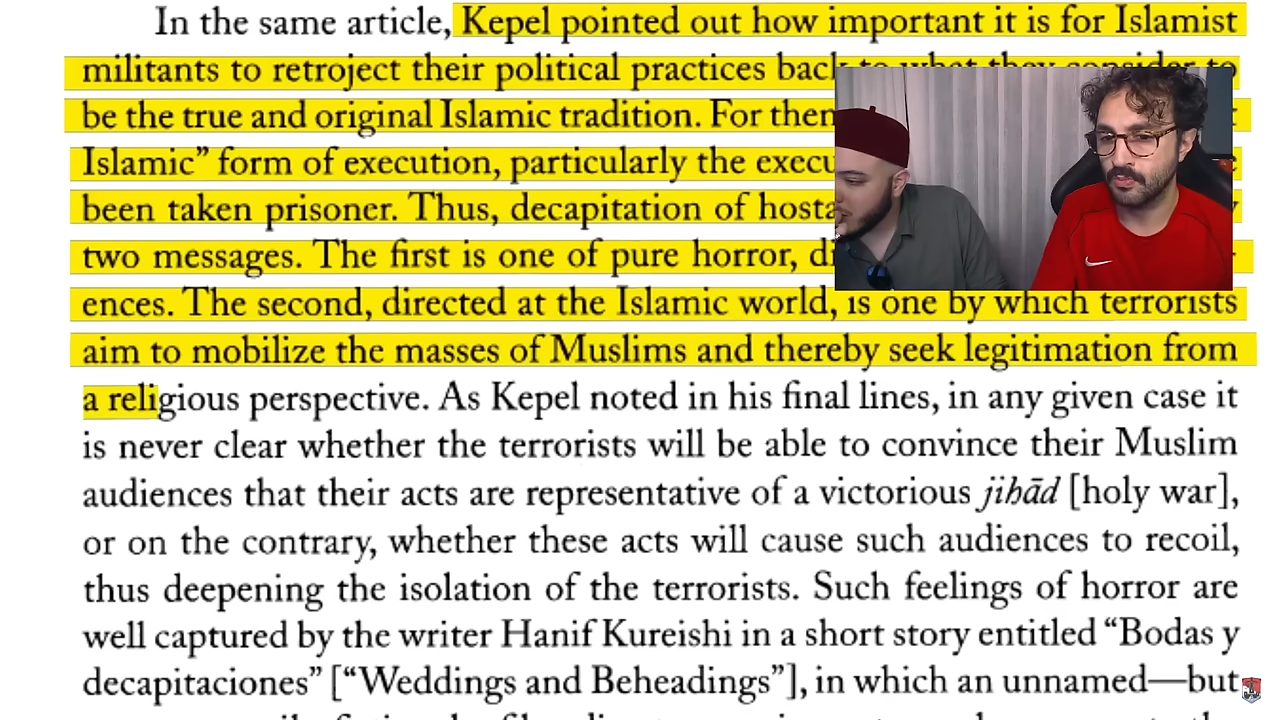 In the same article, Kepel pointed out how important it is for Islamist
militants to retroject their political practices back to what they consider to
be the true and original Islamic tradition. For
Islamic” form of execution, particularly the
been taken prisoner. Thus, decapitation of
two messages. The first is one of pure horror,
ences. The second, directed at the Islamic world, is one by which terrorists
aim to mobilize the masses of Muslims and thereby seek legitimation from
a religious perspective. As Kepel noted in his final lines, in any given case it
is never clear whether the terrorists will be able to convince their Muslim
audiences that their acts are representative of a victorious jihād [holy war],
or on the contrary, whether these acts will cause such audiences to recoil,
thus deepening the isolation of the terrorists. Such feelings of horror are
well captured by the writer Hanif Kureishi in a short story entitled “Bodas y
decapitaciones” [“Weddings and Beheadings”], in which an unnamed—but